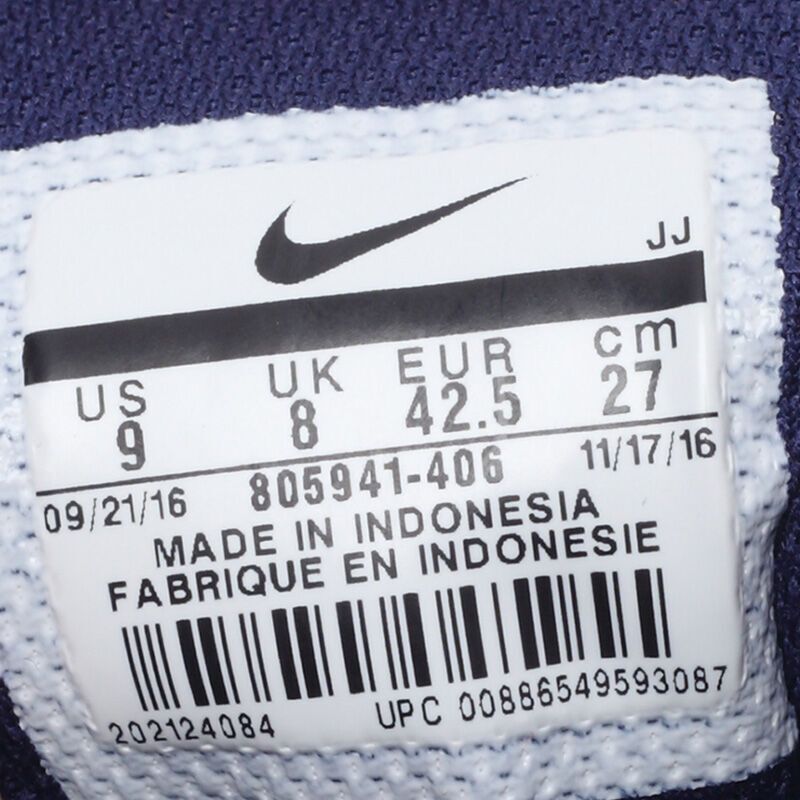 JJ
US UK EUR cm
9 8 42.5 27
09/21/16 805941-406 11/17/16
MADE IN INDONESIA
FABRIQUE EN INDONESIE
202124084 UPC 00886549593087